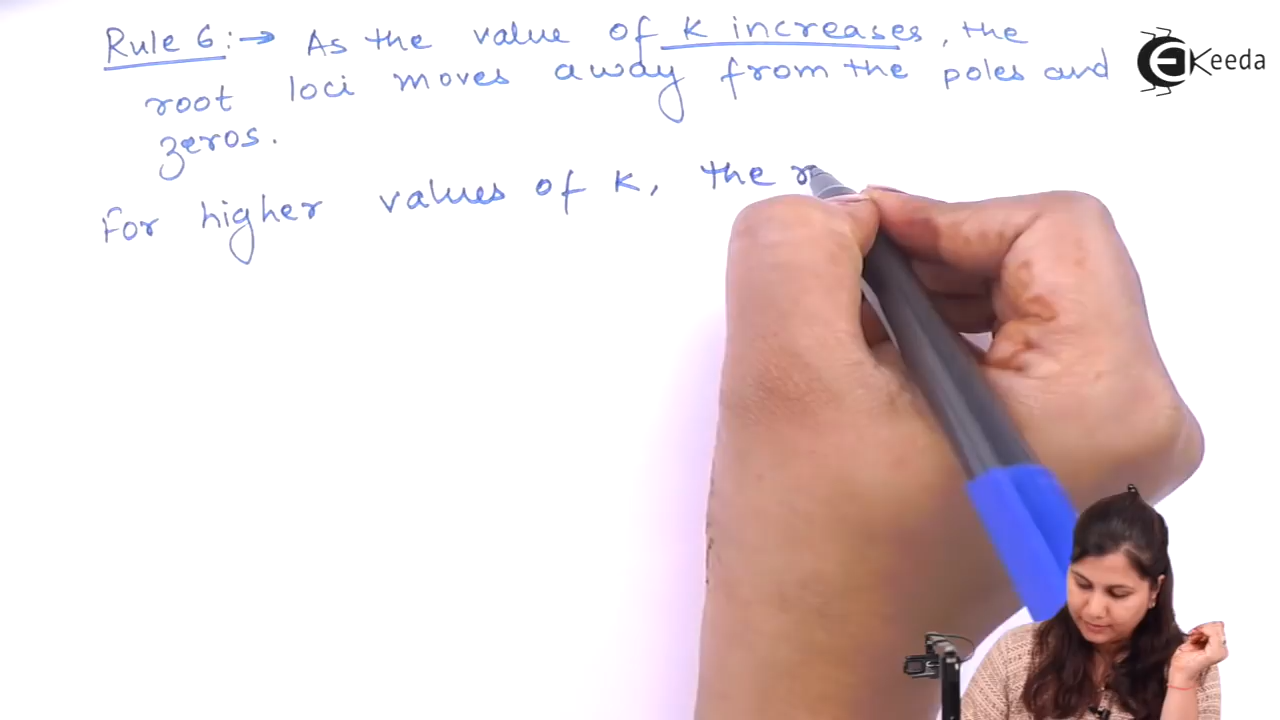 Rule 6:→ As the value of K increases, the
root loci moves away from the poles and
zeros.
For higher values of K, the r
EKeeda